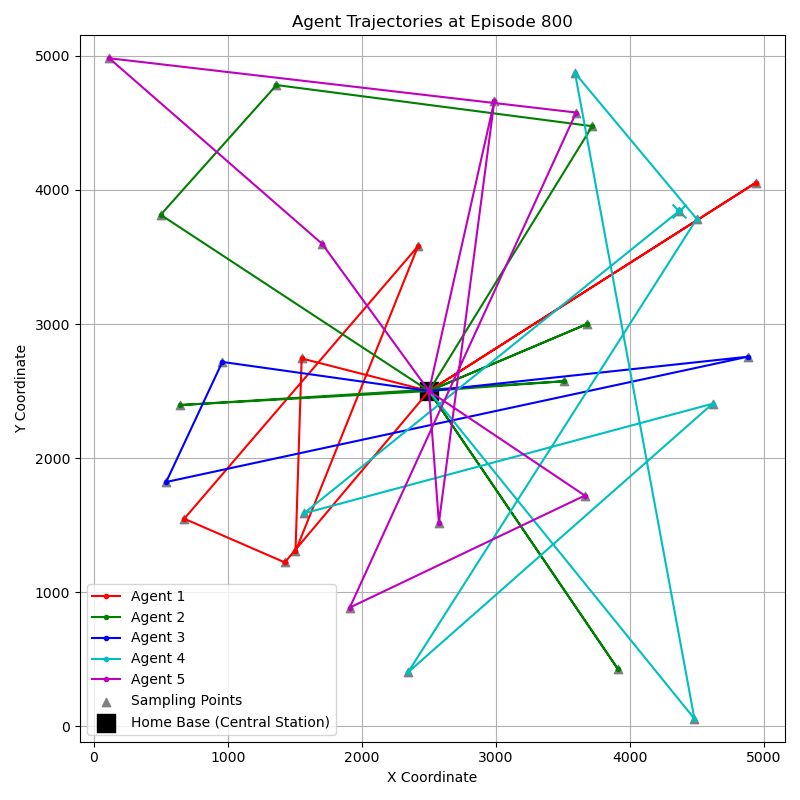 Agent Trajectories at Episode 800
Y Coordinate
5000
4000
3000
2000
1000
0
Agent 1
Agent 2
Agent 3
Agent 4
Agent 5
Sampling Points
Home Base (Central Station)
0 1000 2000 3000 4000 5000
X Coordinate